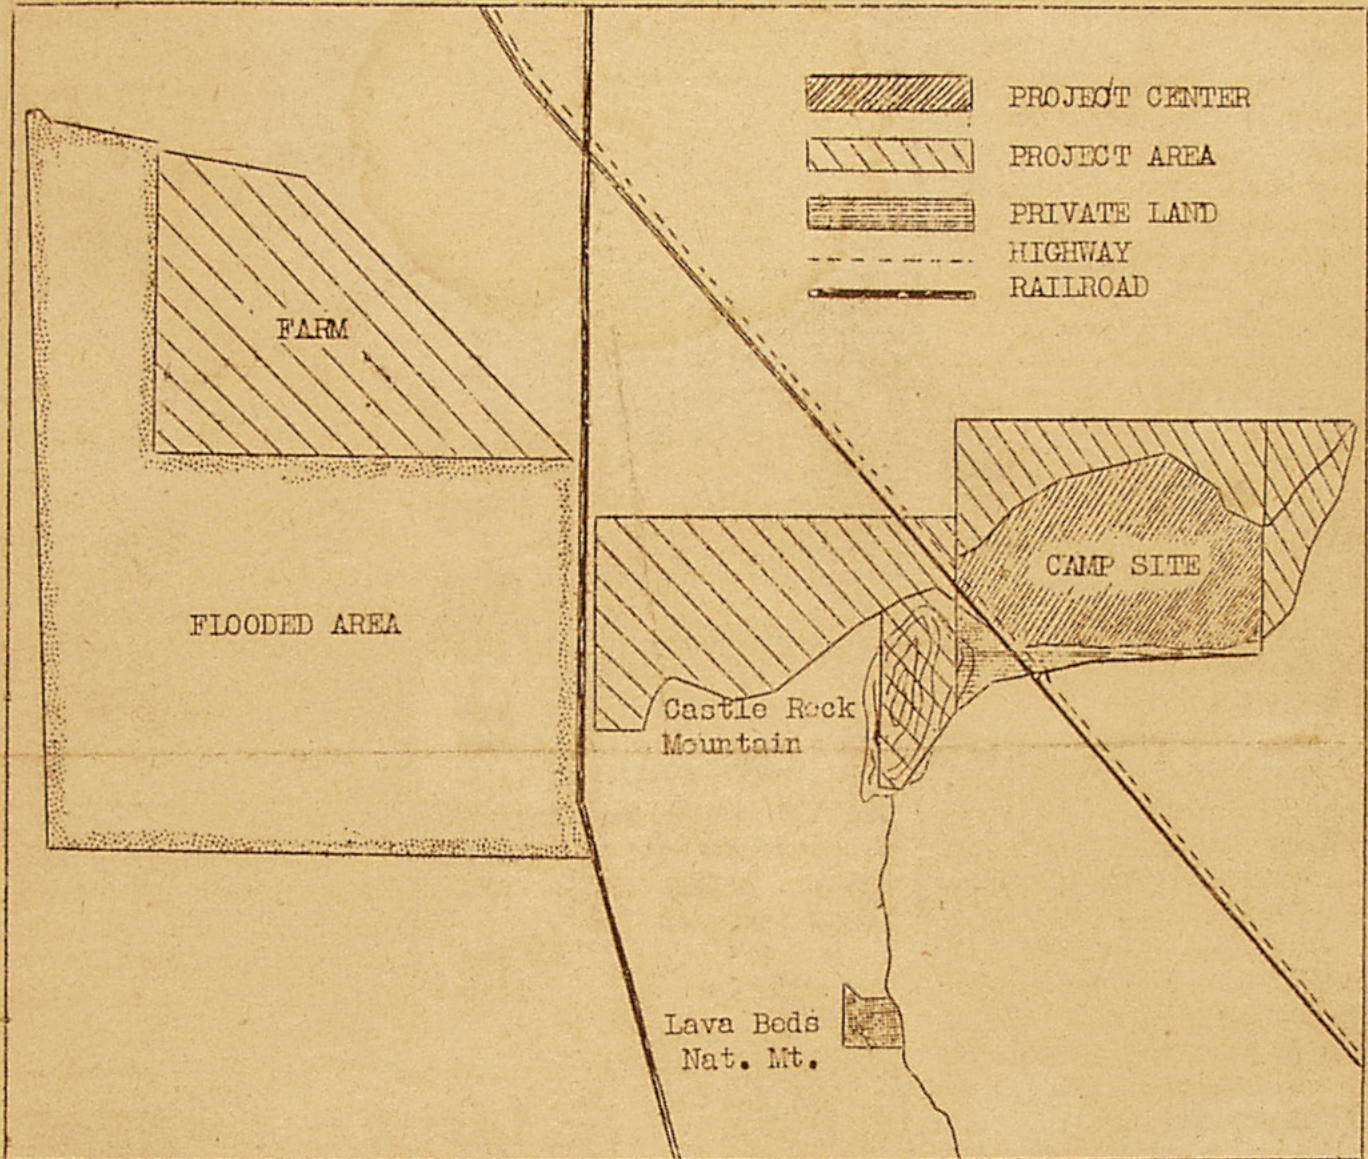 PROJECT CENTER
PROJECT AREA
PRIVATE LAND
HIGHWAY
RAILROAD
FARM
CAMP SITE
FLOODED AREA
Castle Rock
Mountain
Lava Beds
Nat. Mt.